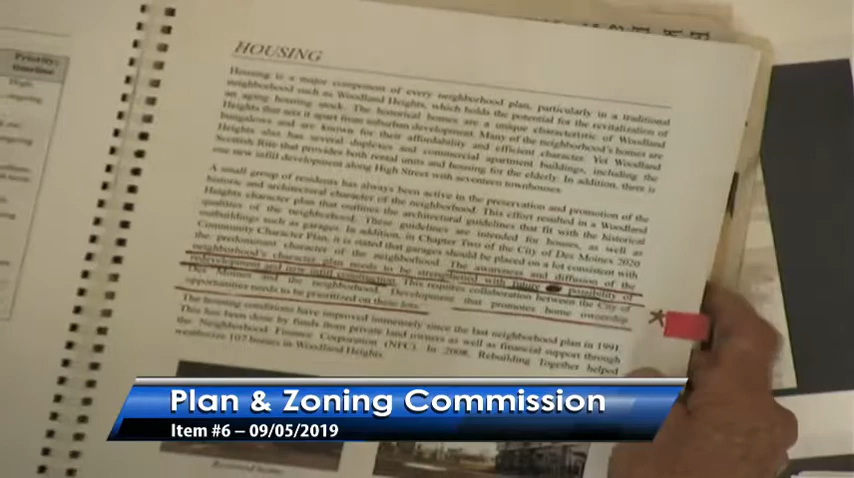 Priority/
timeline
HOUSING
Housing is a major component of every neighborhood plan, particularly in a traditional
neighborhood such as Woodland Heights, which holds the potential for the revitalization of
an aging housing stock. The historical homes are a unique characteristic of Woodland
Heights that sets it apart from suburban development. Many of the neighborhood's homes are
bungalows and are known for their affordability and efficient character. Yet Woodland
Heights also has several duplexes and commercial apartment buildings, including the
Scottish Rite that provides both rental units and housing for the elderly. In addition, there is
one new infill development along High Street with seventeen townhouses.
A small group of residents has always been active in the preservation and promotion of the
historic and architectural character of the neighborhood. This effort resulted in a Woodland
Heights character plan that outlines the architectural guidelines that fit with the historical
qualities of the neighborhood. These guidelines are intended for houses, as well as
outbuildings such as garages. In addition, in Chapter Two of the City of Des Moines 2020
Community Character Plan, it is stated that garages should be placed on a lot consistent with
the predominant character of the neighborhood. The awareness and diffusion of the
neighborhood's character plan needs to be strengthened with future possibility of
redevelopment and new infill construction. This requires collaboration between the City of
Des Moines and the neighborhood. Development that promotes home ownership
opportunities needs to be prioritized on these lots.
The housing conditions have improved immensely since the last neighborhood plan in 1991.
This has been done by funds from private land owners as well as financial support through
the Neighborhood Finance Corporation (NFC). In 2008, Rebuilding Together helped
weatherize 107 homes in Woodland Heights.
Plan & Zoning Commission
Item #6 – 09/05/2019